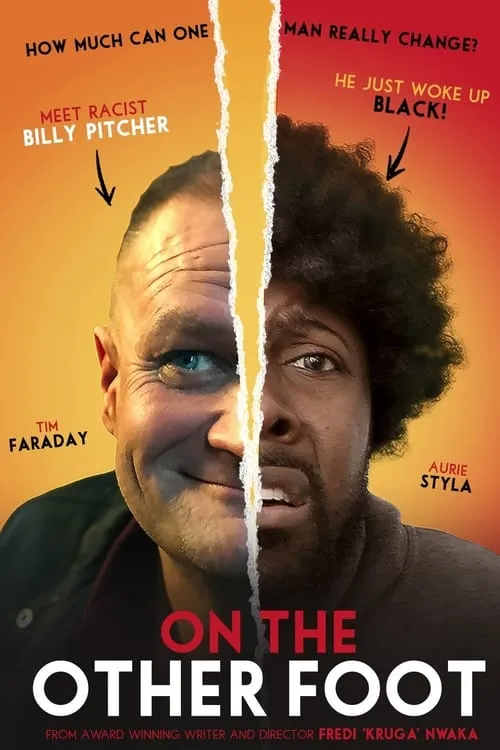 HOW MUCH CAN ONE MAN REALLY CHANGE?
MEET RACIST
BILLY PITCHER
HE JUST WOKE UP
BLACK!
TIM
FARADAY
AURIE
STYLA
ON THE
OTHER FOOT
FROM AWARD WINNING WRITER AND DIRECTOR FREDI 'KRUGA' NWAKA